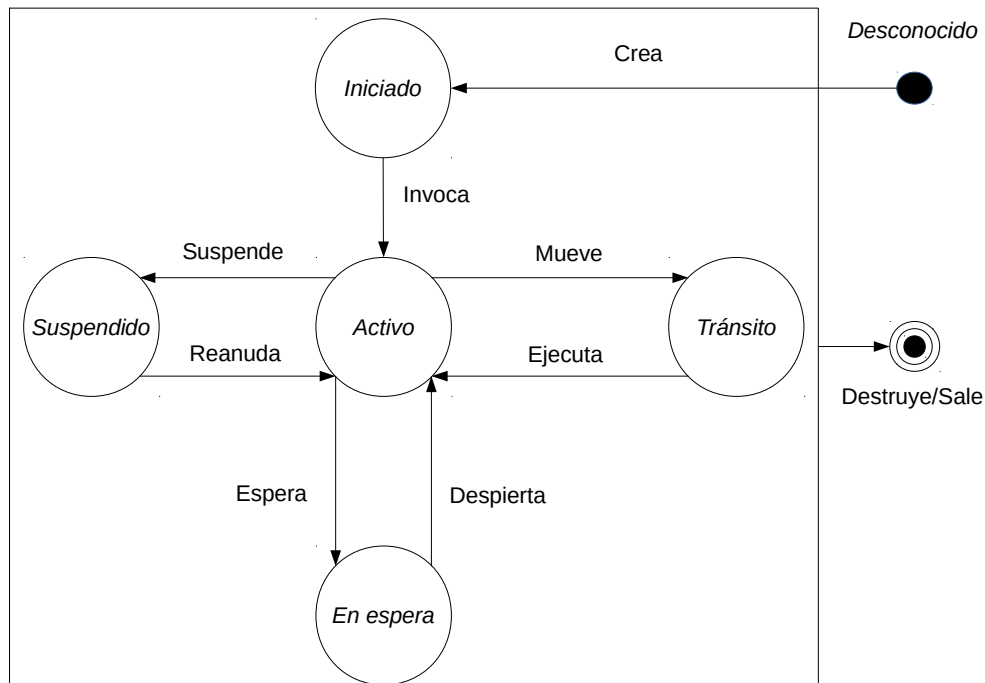 Desconocido
Crea
Iniciado
Invoca
Suspende
Mueve
Suspendido
Activo
Tránsito
Reanuda
Ejecuta
Destruye/Sale
Espera
Despierta
En espera